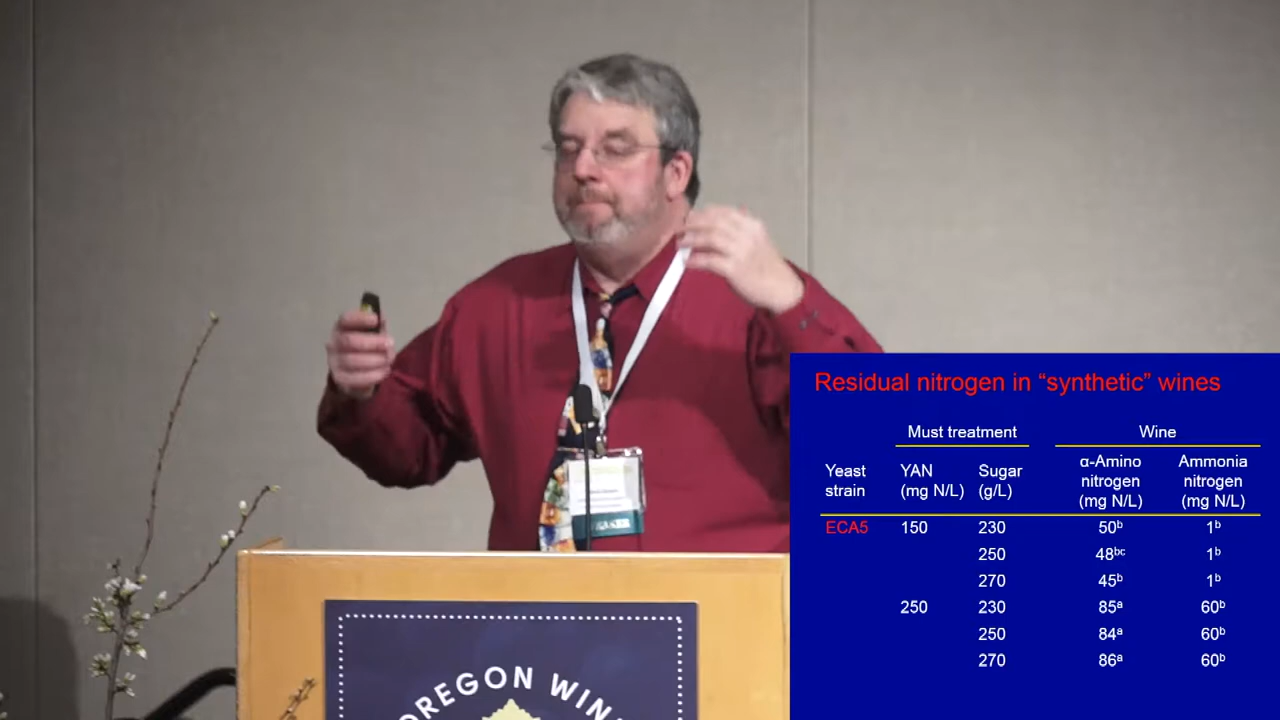 Residual nitrogen in “synthetic” wines
Must treatment Wine
Yeast strain YAN (mg N/L) Sugar (g/L) α-Amino nitrogen (mg N/L) Ammonia nitrogen (mg N/L)
ECA5 150 230 50ᵇ 1ᵇ
250 48ᵇᶜ 1ᵇ
270 45ᵇ 1ᵇ
250 230 85ᵃ 60ᵇ
250 84ᵃ 60ᵇ
270 86ᵃ 60ᵇ
SPEAKER
OREGON WIN